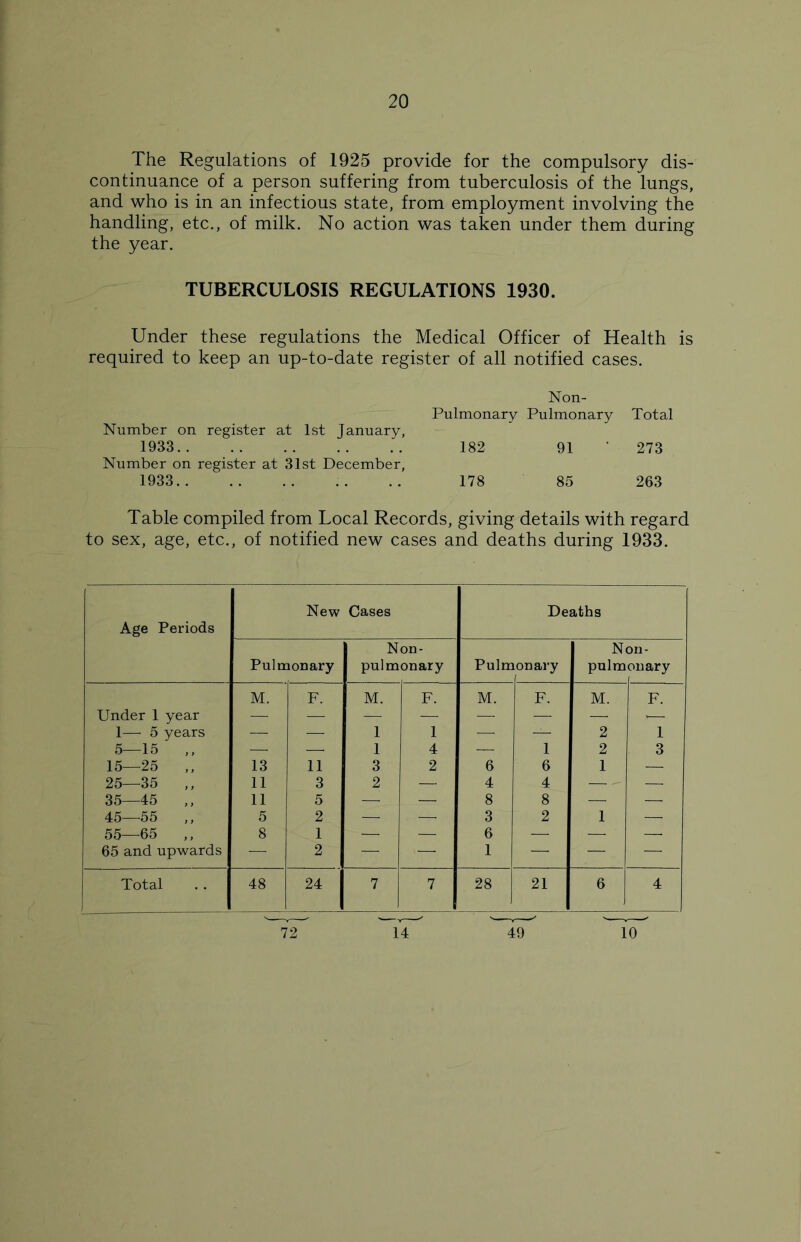 20
The Regulations of 1925 provide for the compulsory dis-
continuance of a person suffering from tuberculosis of the lungs,
and who is in an infectious state, from employment involving the
handling, etc., of milk. No action was taken under them during
the year.
TUBERCULOSIS REGULATIONS 1930.
Under these regulations the Medical Officer of Health is
required to keep an up-to-date register of all notified cases.
Non-
Pulmonary Pulmonary Total
Number on register at 1st January,
1933.. .. .. .. .. 182 91 273
Number on register at 31st December,
1933.. .. .. .. .. 178 85 263
Table compiled from Local Records, giving details with regard
to sex, age, etc., of notified new cases and deaths during 1933.
Age Periods New Cases Deaths
Pulmonary Non-pulmonary Pulmonary Non-pulmonary
M. F. M. F. M. F. M. F.
Under 1 year — — — — — — — —
1— 5 years — — 1 1 — — 2 1
5—15 ,, — — 1 4 — 1 2 3
15—25 ,, 13 11 3 2 6 6 1 —
25—35 ,, 11 3 2 — 4 4 — —
35—45 ,, 11 5 — — 8 8 — —
45—55 ,, 5 2 — — 3 2 1 —
55—65 ,, 8 1 — — 6 — — —
65 and upwards — 2 — — 1 — — —
Total .. 48 24 7 7 28 21 6 4
72 14 49 10